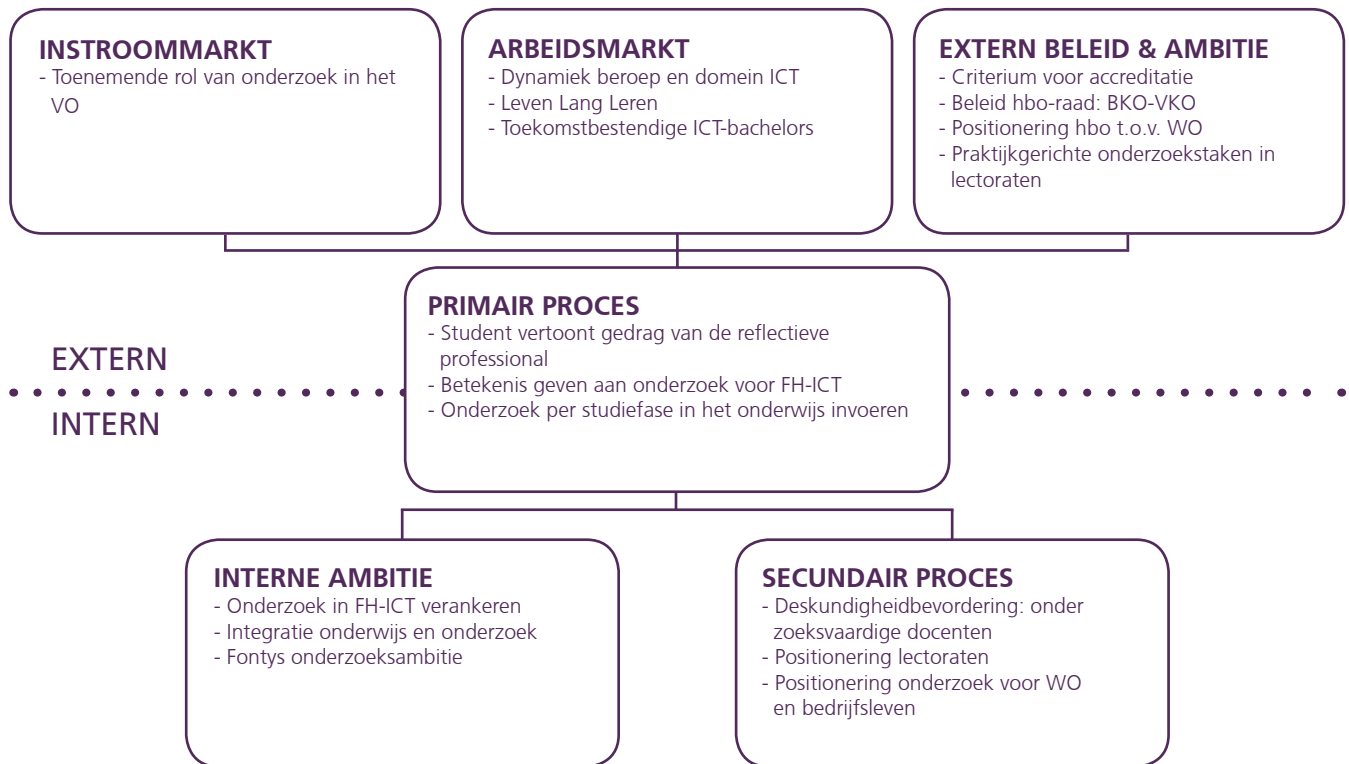 INSTROOMMARKT
- Toenemende rol van onderzoek in het
VO
ARBEIDSMARKT
- Dynamiek beroep en domein ICT
- Leven Lang Leren
- Toekomstbestendige ICT-bachelors
EXTERN BELEID & AMBITIE
- Criterium voor accreditatie
- Beleid hbo-raad: BKO-VKO
- Positionering hbo t.o.v. WO
- Praktijkgerichte onderzoekstaken in
lectoraten
PRIMAIR PROCES
- Student vertoont gedrag van de reflectieve
professional
- Betekenis geven aan onderzoek voor FH-ICT
- Onderzoek per studiefase in het onderwijs invoeren
EXTERN
INTERN
INTERNE AMBITIE
- Onderzoek in FH-ICT verankeren
- Integratie onderwijs en onderzoek
- Fontys onderzoeksambitie
SECUNDAIR PROCES
- Deskundigheidbevordering: onder
zoeksvaardige docenten
- Positionering lectoraten
- Positionering onderzoek voor WO
en bedrijfsleven